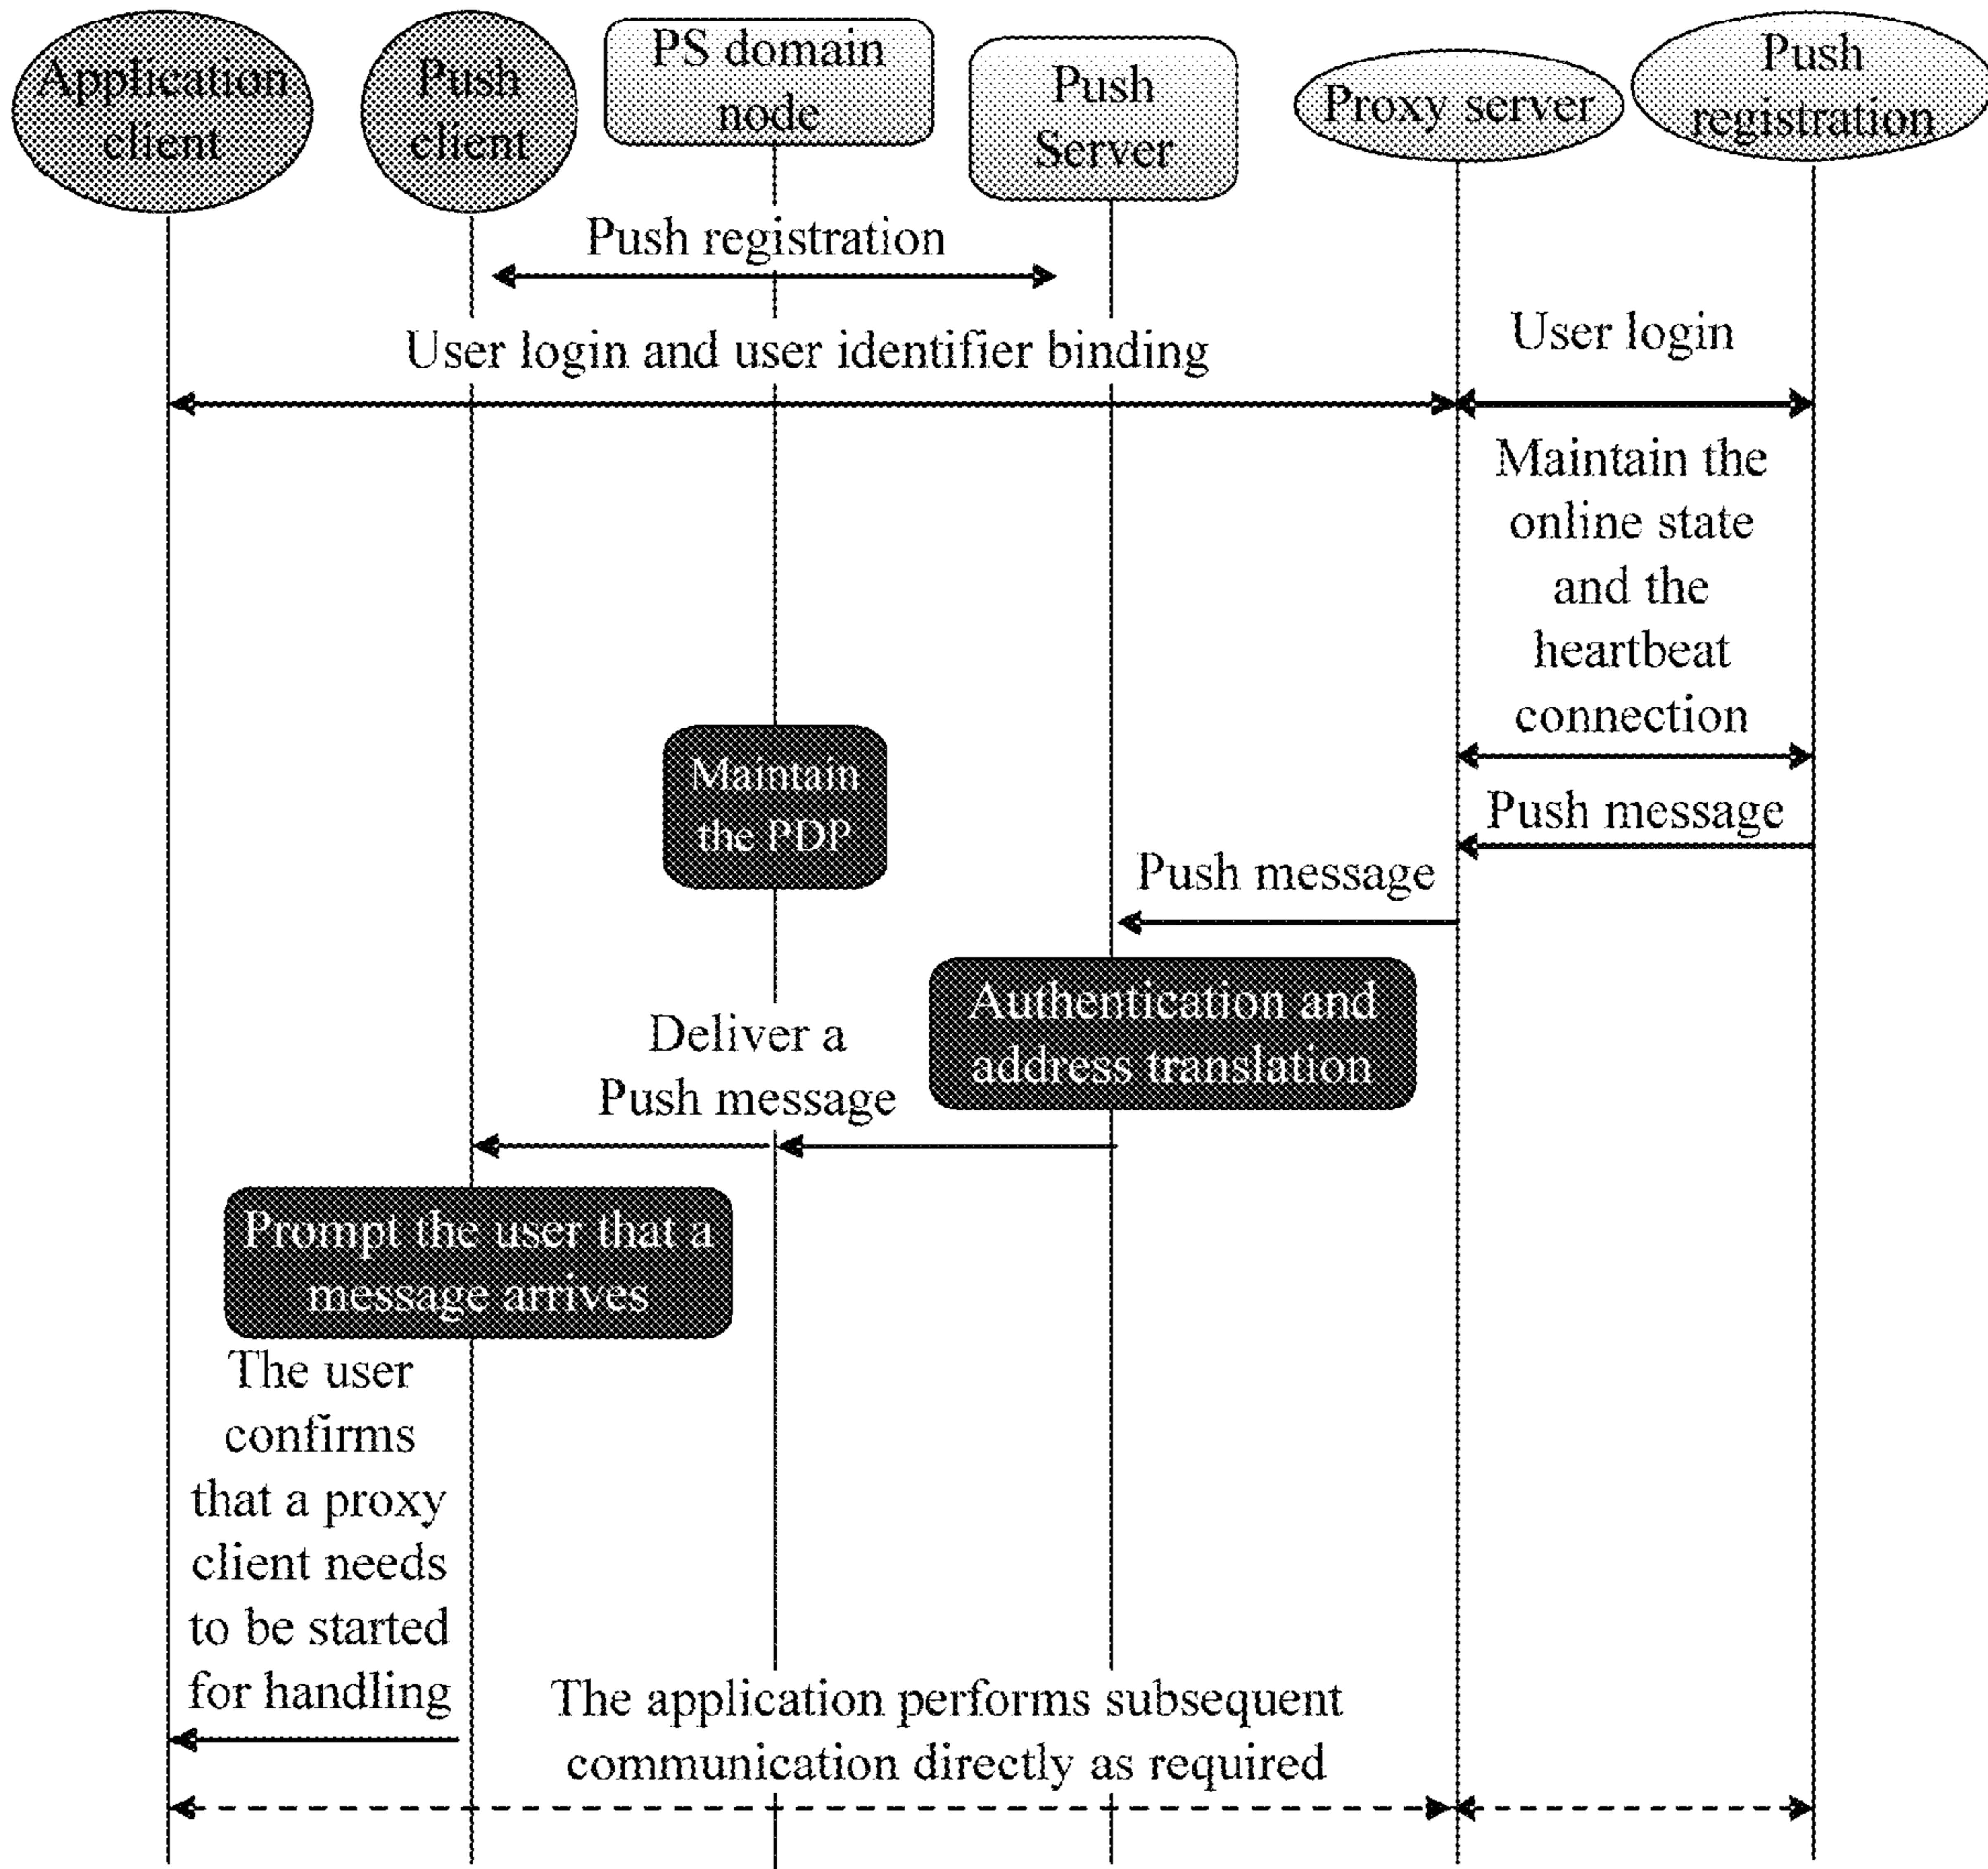 Application
client
Push
client
PS domain
node
Push
Server
Proxy server
Push
registration
Push registration
User login and user identifier binding
User login
Maintain the
online state
and the
heartbeat
connection
Maintain
the PDP
Push message
Push message
Authentication and
address translation
Deliver a
Push message
Prompt the user that a
message arrives
The user
confirms
that a proxy
client needs
to be started
for handling
The application performs subsequent
communication directly as required